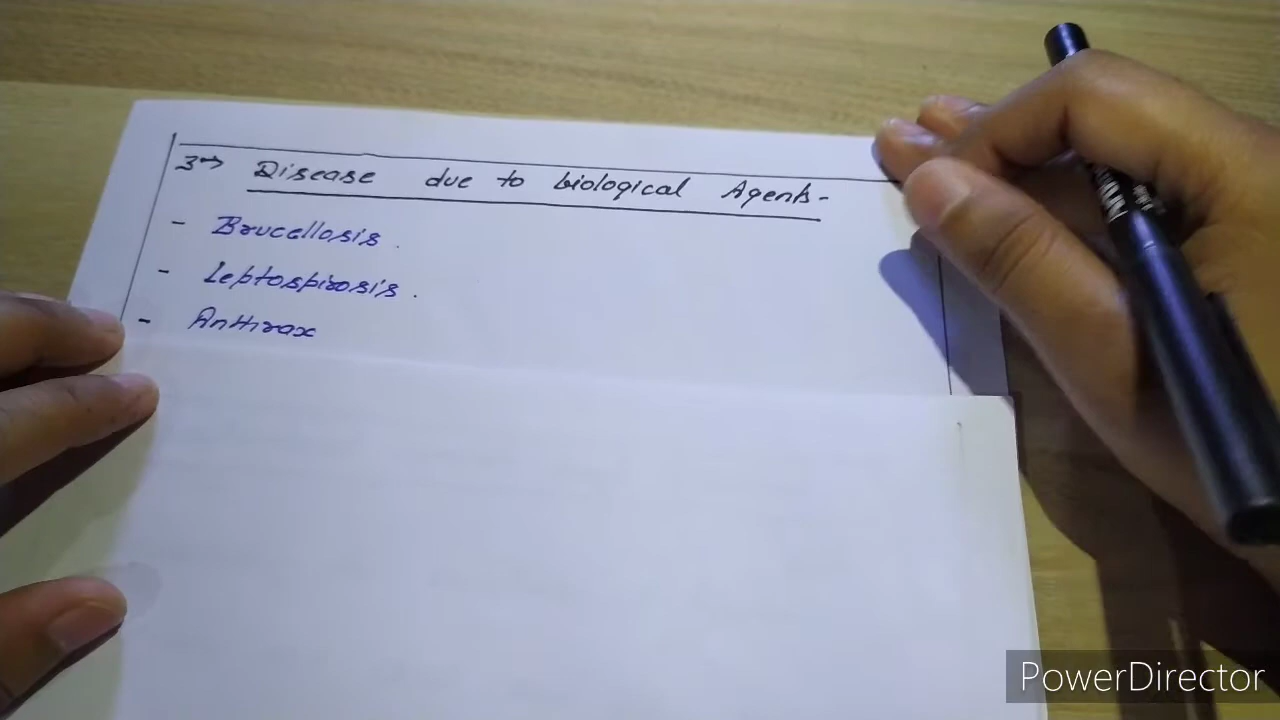 3→ Disease due to biological Agents-
- Brucellosis.
- Leptospirosis.
- Anthrax
PowerDirector